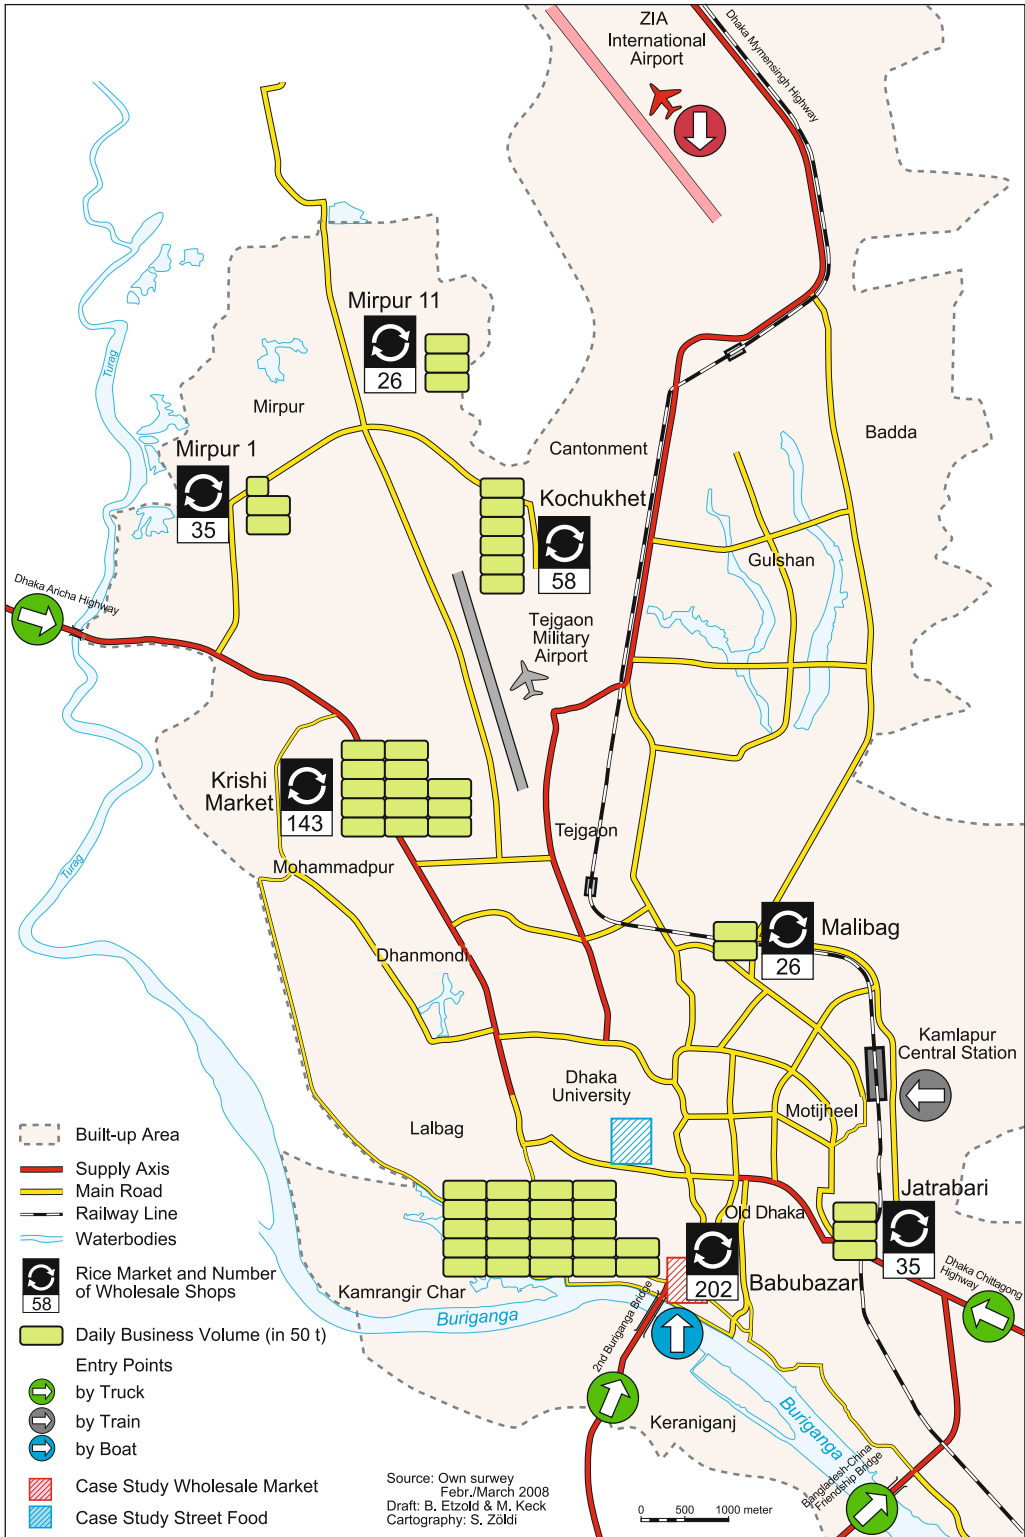 ZIA
International
Airport
Dhaka Mymensingh Highway
Turag
Mirpur 11
26
Mirpur
Mirpur 1
35
Cantonment
Badda
Kochukhet
58
Gulshan
Dhaka Aricha Highway
Tejgaon
Military
Airport
Krishi
Market
143
Tejgaon
Turag
Mohammadpur
Malibag
26
Dhanmondi
Kamlapur
Central Station
Dhaka
University
Motijheel
Lalbag
Jatrabari
35
Old Dhaka
202
Babubazar
Dhaka Chittagong
Highway
Kamrangir Char
Buriganga
2nd Buriganga Bridge
Keraniganj
Buriganga
Bangladesh-China
Friendship Bridge
Built-up Area
Supply Axis
Main Road
Railway Line
Waterbodies
58
Rice Market and Number
of Wholesale Shops
Daily Business Volume (in 50 t)
Entry Points
by Truck
by Train
by Boat
Case Study Wholesale Market
Case Study Street Food
Source: Own surwey
Febr./March 2008
Draft: B. Etzold & M. Keck
Cartography: S. Zöldi
0 500 1000 meter